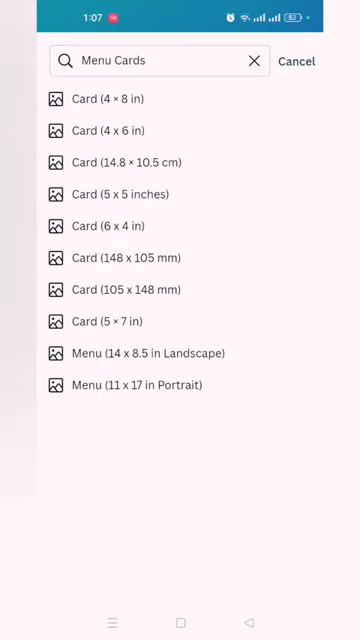 1:07
62
Menu Cards
Cancel
Card (4 × 8 in)
Card (4 x 6 in)
Card (14.8 × 10.5 cm)
Card (5 x 5 inches)
Card (6 x 4 in)
Card (148 x 105 mm)
Card (105 x 148 mm)
Card (5 × 7 in)
Menu (14 x 8.5 in Landscape)
Menu (11 x 17 in Portrait)